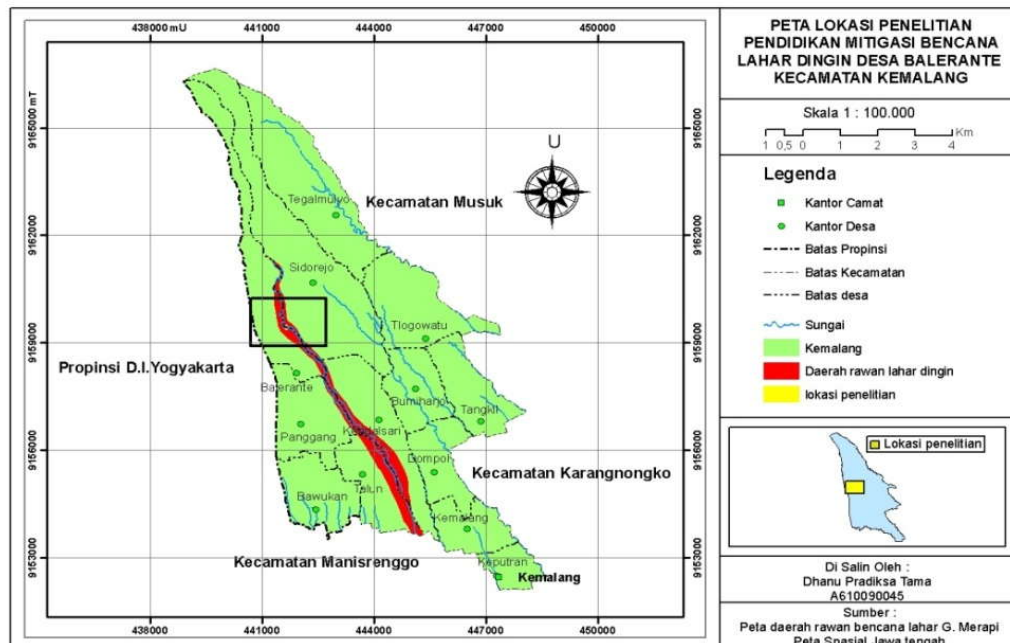 438000 mU
441000
444000
447000
450000
9165000 mT
9162000
9159000
9156000
9153000
9165000
9162000
9159000
9156000
9153000
438000
441000
444000
447000
450000
U
Tegalmulyo
Kecamatan Musuk
Sidorejo
Tlogowatu
Propinsi D.I.Yogyakarta
Balerante
Bumiharjo
Tangkil
Panggang
Kendalsari
Dompol
Kecamatan Karangnongko
Talun
Bawukan
Kemalang
Kecamatan Manisrenggo
Keputran
Kemalang
PETA LOKASI PENELITIAN
PENDIDIKAN MITIGASI BENCANA
LAHAR DINGIN DESA BALERANTE
KECAMATAN KEMALANG
Skala 1 : 100.000
Km
1 0,5 0 1 2 3 4
Legenda
Kantor Camat
Kantor Desa
Batas Propinsi
Batas Kecamatan
Batas desa
Sungai
Kemalang
Daerah rawan lahar dingin
lokasi penelitian
Lokasi penelitian
Di Salin Oleh :
Dhanu Pradiksa Tama
A610090045
Sumber :
Peta daerah rawan bencana lahar G. Merapi
Peta Spasial Jawa tengah